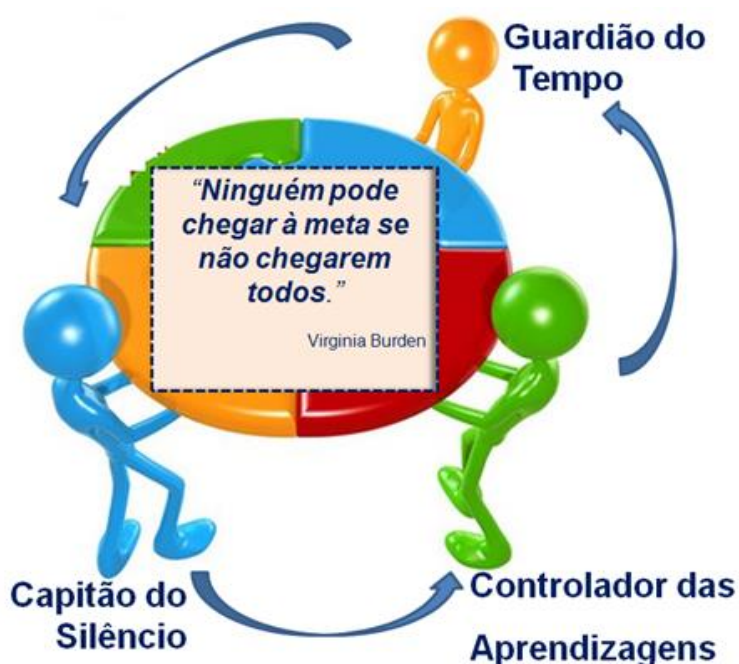 Guardião do
Tempo
“Ninguém pode
chegar à meta se
não chegarem
todos.”
Virginia Burden
Capitão do
Silêncio
Controlador das
Aprendizagens